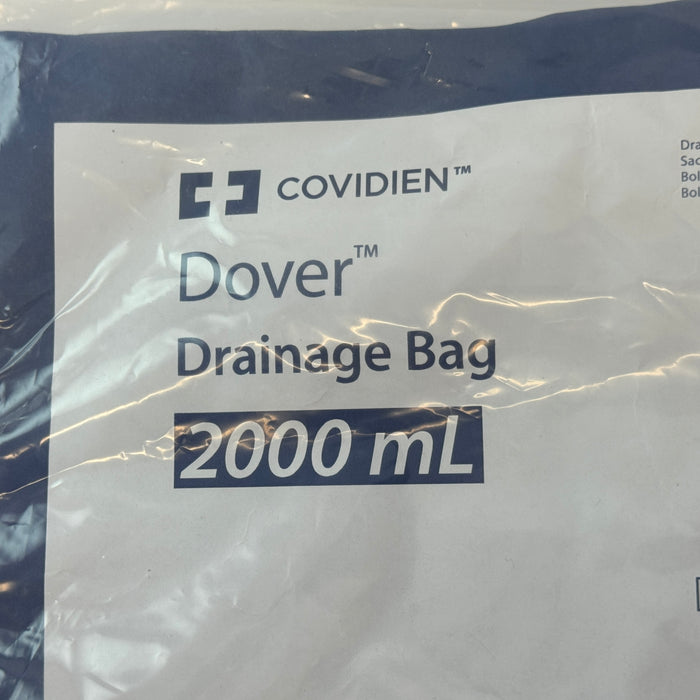 COVIDIEN™
Dover™
Drainage Bag
2000 mL